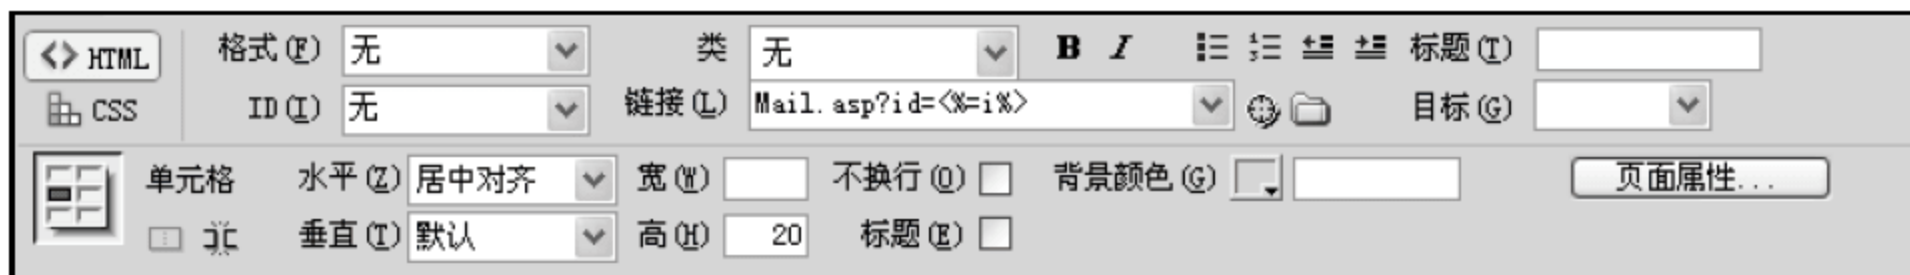 HTML 格式(F) 无 类 无 B I 标题(T)
CSS ID(I) 无 链接(L) Mail.asp?id=<%=i%> 目标(G)
单元格 水平(Z) 居中对齐 宽(W) 不换行(O) 背景颜色(G) 页面属性...
垂直(T) 默认 高(H) 20 标题(E)